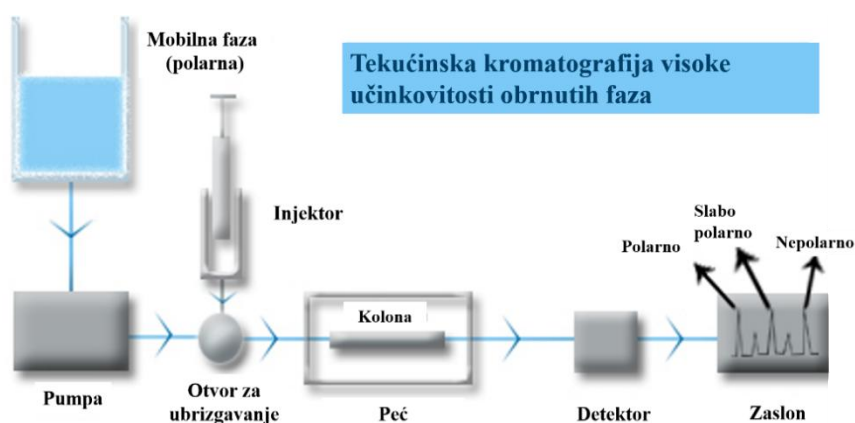 Mobilna faza
(polarna)
Tekućinska kromatografija visoke
učinkovitosti obrnutih faza
Injektor
Slabo
polarno
Polarno
Nepolarno
Kolona
Pumpa
Otvor za
ubrizgavanje
Peć
Detektor
Zaslon